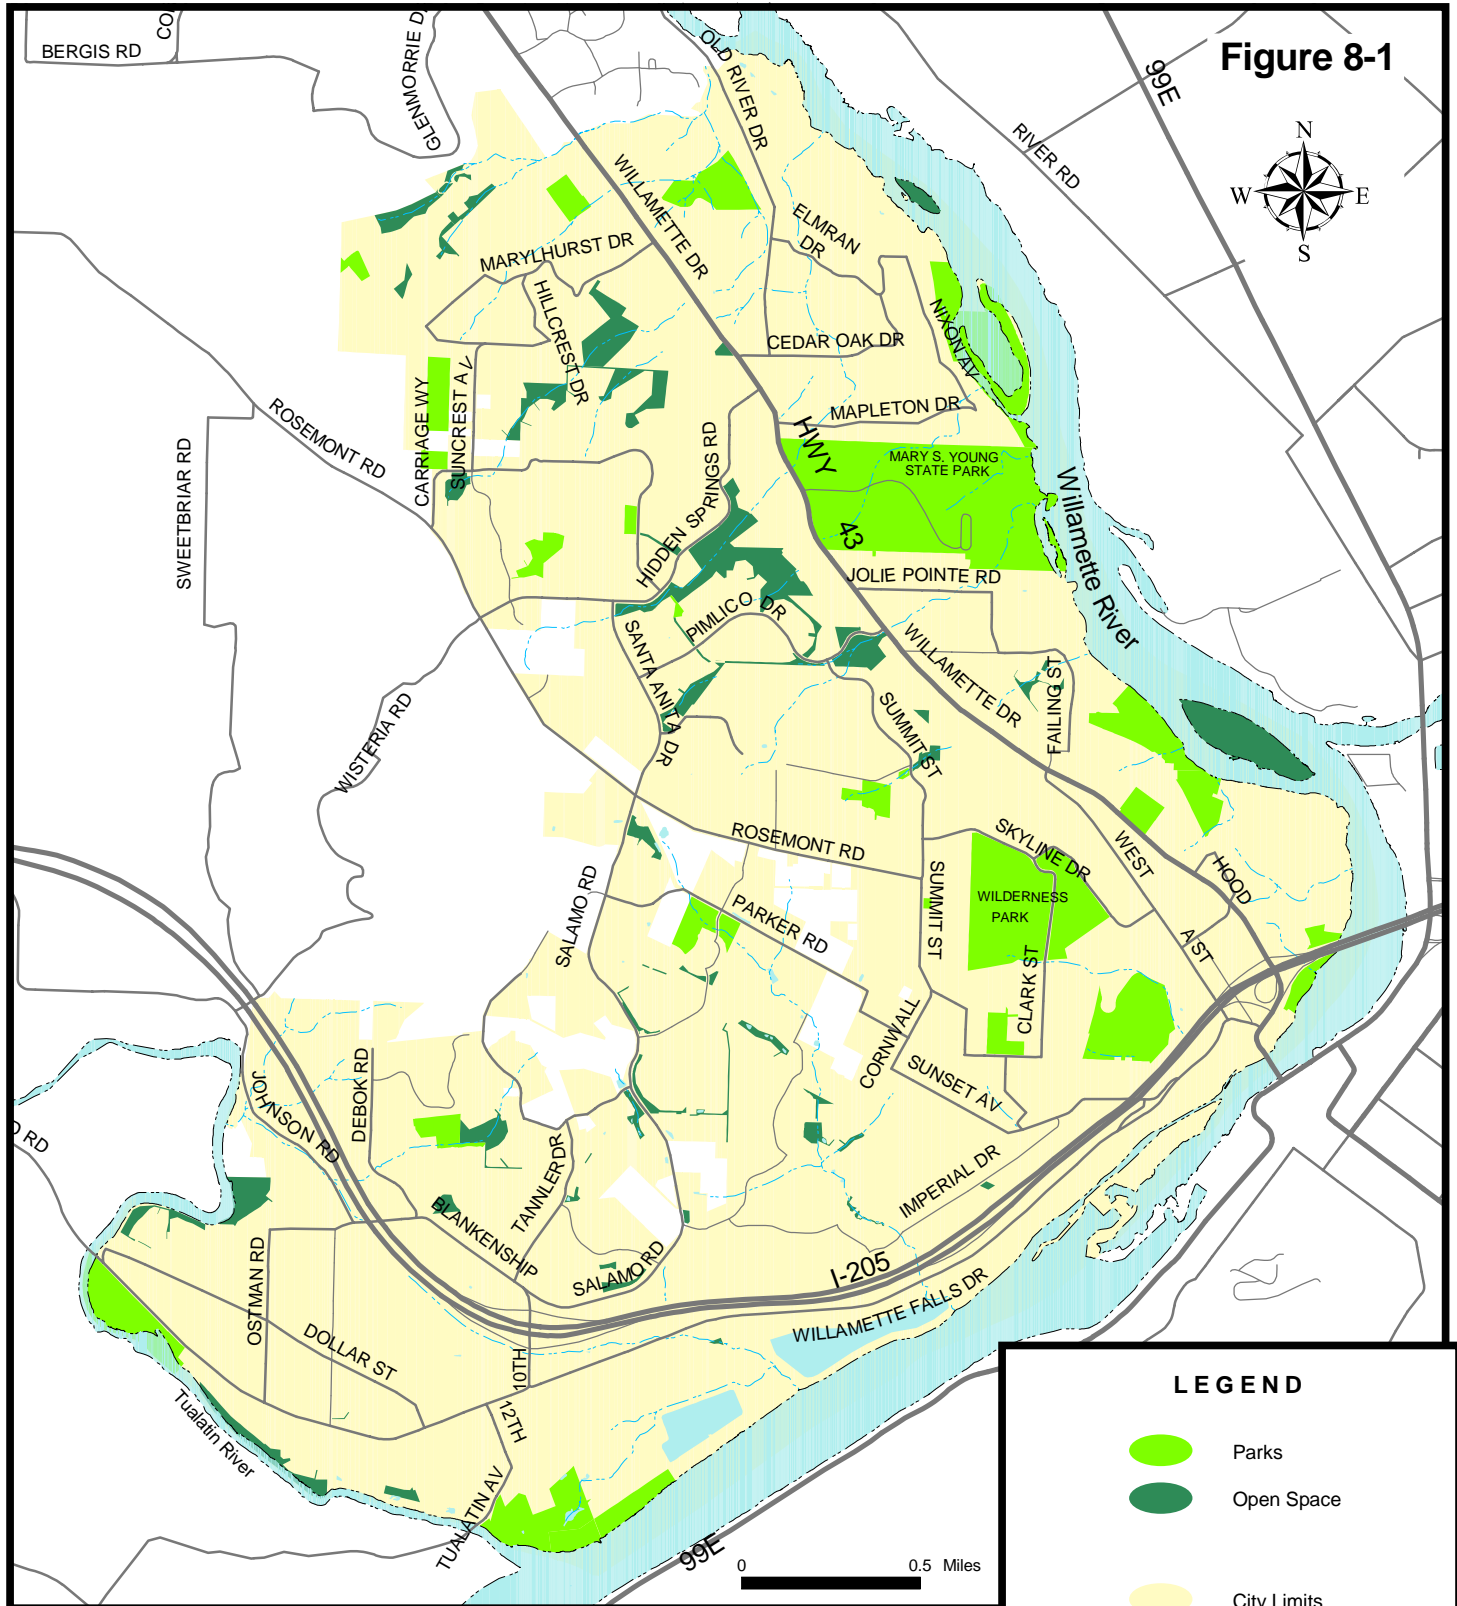 Figure 8-1
BERGIS RD
GLENMORRIE
OLD RIVER DR
99E
RIVER RD
N
W
E
S
WILLAMETTE DR
ELMRAN
DR
MARYLHURST DR
HILLCREST DR
NIXON AV
CEDAR OAK DR
CARRIAGE WY
SUNCREST AV
MAPLETON DR
ROSEMONT RD
SWEETBRIAR RD
HWY
43
MARY S. YOUNG
STATE PARK
HIDDEN SPRINGS RD
Willamette River
JOLIE POINTE RD
PIMLICO DR
SANTA ANITA DR
WILLAMETTE DR
FAILING ST
SUMMIT ST
WISTERIA RD
ROSEMONT RD
SKYLINE DR
WEST
A ST
HOOD
WILDERNESS
PARK
SUMMIT ST
SALAMO RD
PARKER RD
CLARK ST
CORNWALL
SUNSET AV
DEBOK RD
JOHNSON RD
O RD
TANNLER DR
BLANKENSHIP
IMPERIAL DR
SALAMO RD
I-205
OSTMAN RD
WILLAMETTE FALLS DR
DOLLAR ST
10TH
12TH
Tualatin River
TUALATIN AV
99E
0 0.5 Miles
LEGEND
Parks
Open Space
City Limits